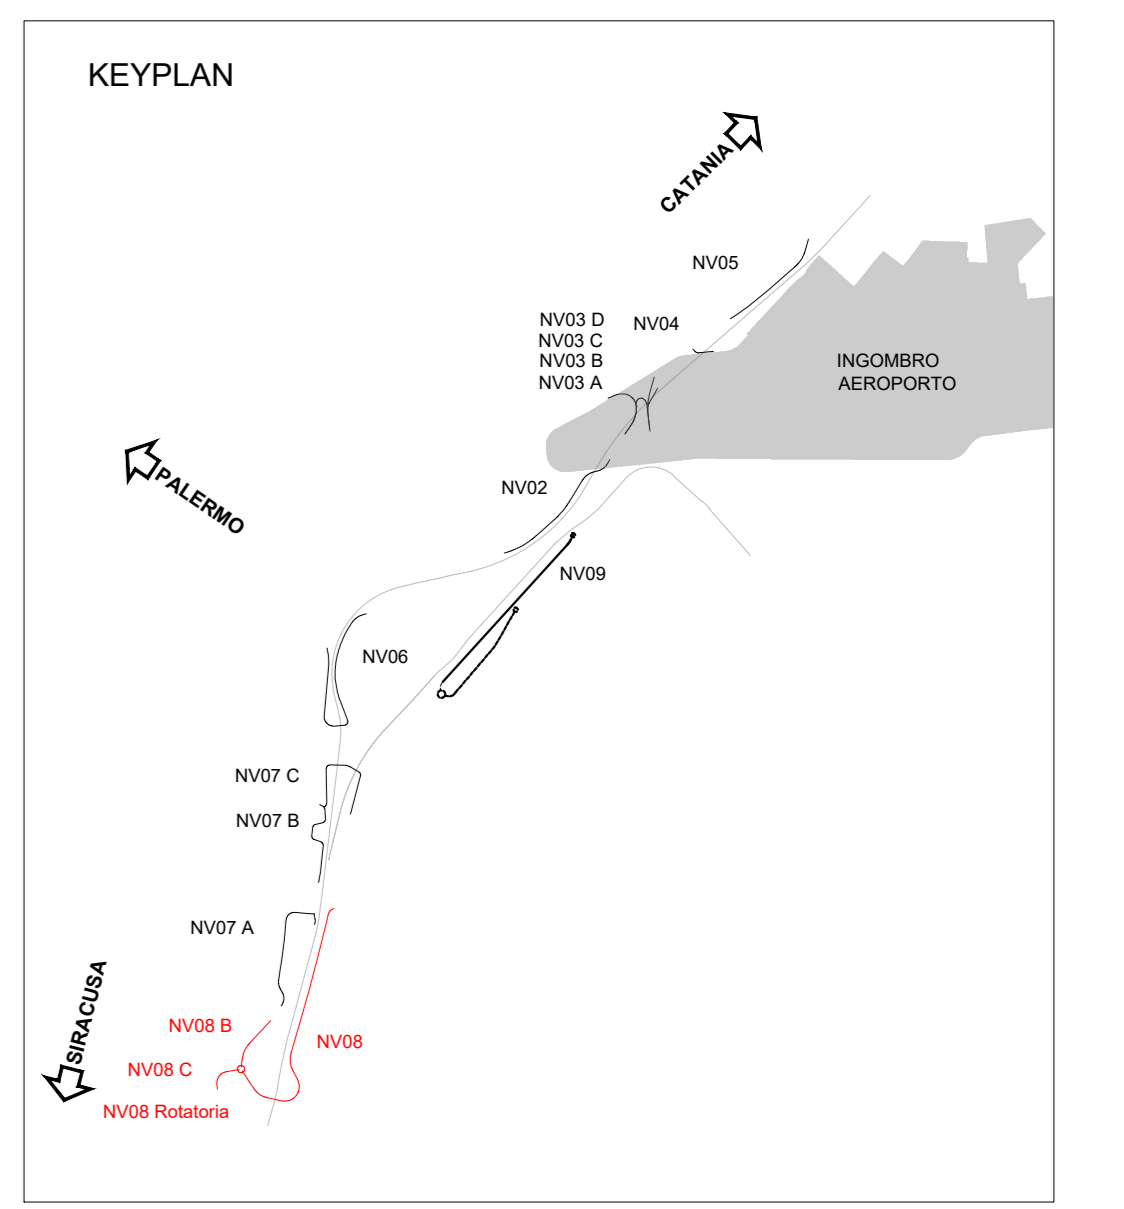 KEYPLAN
CATANIA
NV05
NV03 D
NV04
NV03 C
NV03 B
NV03 A
INGOMBRO
AEROPORTO
PALERMO
NV02
NV09
NV06
NV07 C
NV07 B
NV07 A
SIRACUSA
NV08 B
NV08
NV08 C
NV08 Rotatoria